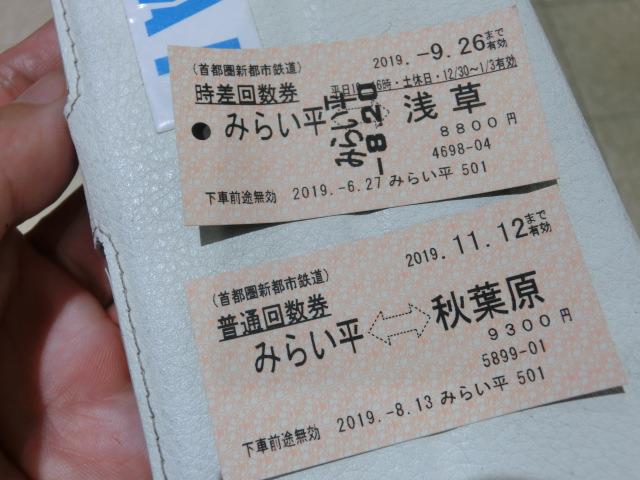 (首都圏新都市鉄道)
2019.-9.26まで有効
時差回数券
平日10 16時・土休日・12/30～1/3有効
みらい平
浅草
みらい平
-820
8800円
4698-04
下車前途無効 2019.-6.27 みらい平 501
(首都圏新都市鉄道)
2019.11.12まで有効
普通回数券
みらい平 ⇔ 秋葉原
9300円
5899-01
下車前途無効 2019.-8.13 みらい平 501